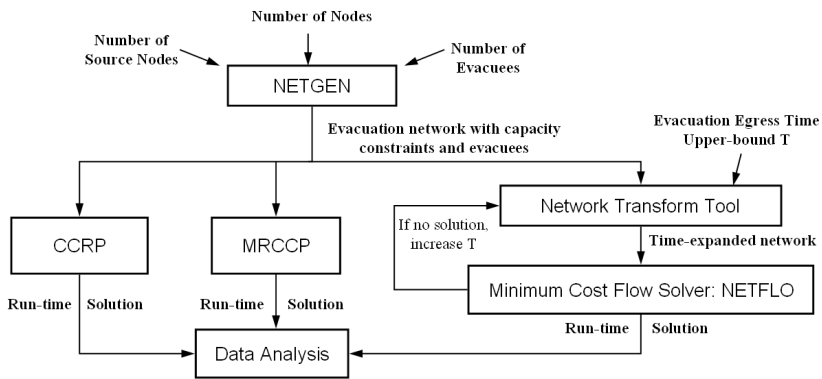 Number of Nodes
Number of
Source Nodes
Number of
Evacuees
NETGEN
Evacuation network with capacity
constraints and evacuees
Evacuation Egress Time
Upper-bound T
Network Transform Tool
If no solution,
increase T
Time-expanded network
CCRP
MRCCP
Minimum Cost Flow Solver: NETFLO
Run-time Solution
Run-time Solution
Run-time Solution
Data Analysis